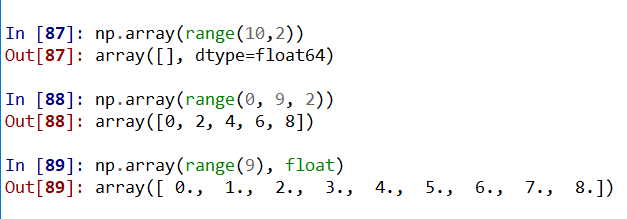 In [87]: np.array(range(10,2))
Out[87]: array([], dtype=float64)
In [88]: np.array(range(0, 9, 2))
Out[88]: array([0, 2, 4, 6, 8])
In [89]: np.array(range(9), float)
Out[89]: array([ 0.,  1.,  2.,  3.,  4.,  5.,  6.,  7.,  8.])